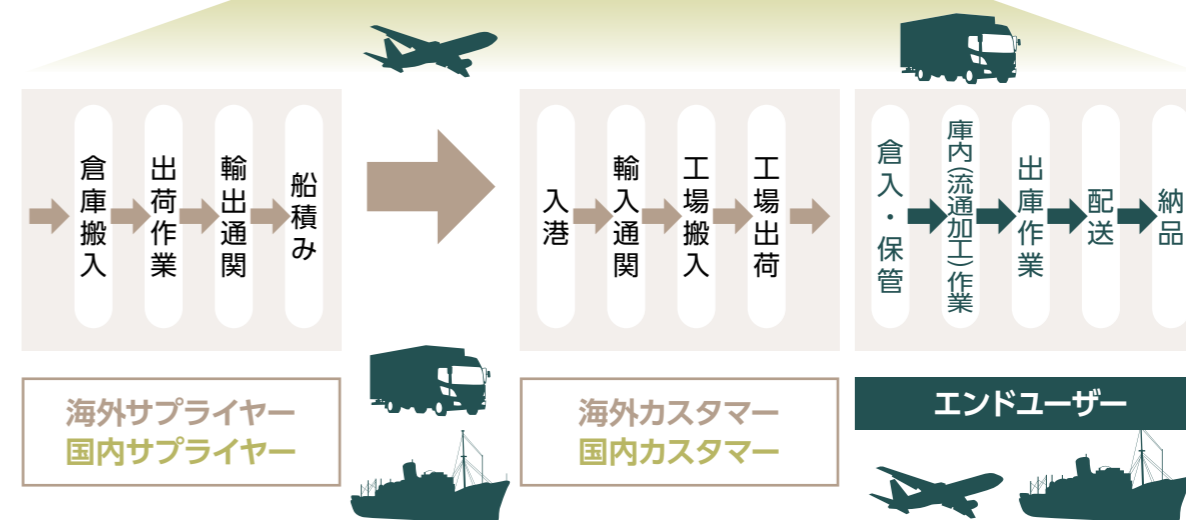 倉庫搬入
出荷作業
輸出通関
船積み
入港
輸入通関
工場搬入
工場出荷
倉入・保管
庫内(流通加工)作業
出庫作業
配送
納品
海外サプライヤー
国内サプライヤー
海外カスタマー
国内カスタマー
エンドユーザー